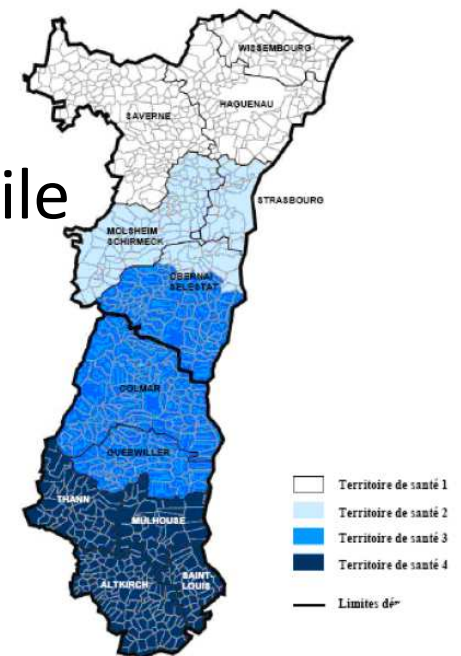 WISSEMBOURG
HAGUENAU
SAVERNE
ile
STRASBOURG
MOLSHEIM
SCHIRMECK
OBERNAI
SELESTAT
COLMAR
GUEBWILLER
THANN
MULHOUSE
ALTKIRCH
SAINT-
LOUIS
Territoire de santé 1
Territoire de santé 2
Territoire de santé 3
Territoire de santé 4
Limites